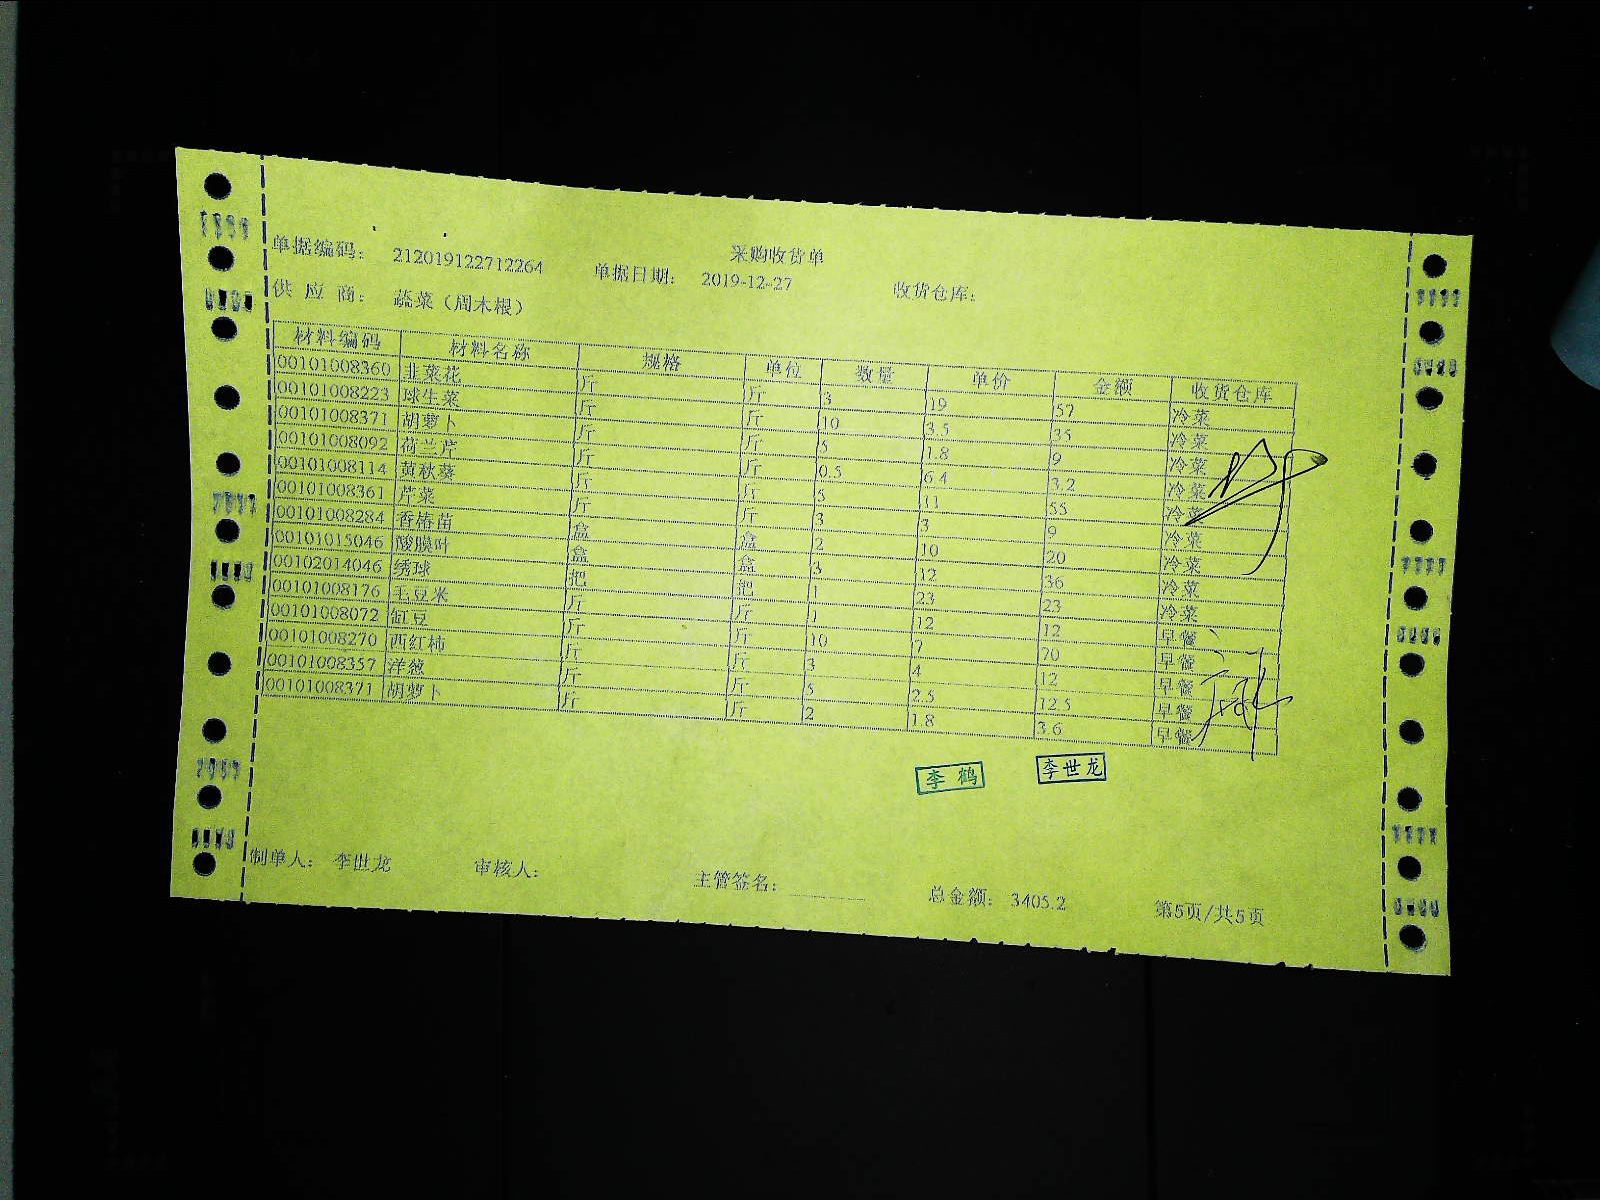 采购收货单
单据编码： 212019122712264 单据日期： 2019-12-27 收货仓库：
供 应 商： 蔬菜（周木根）
材料编码 材料名称 规格 单位 数量 单价 金额 收货仓库
00101008360 韭菜花 斤 斤 3 19 57 冷菜
00101008223 球生菜 斤 斤 10 3.5 35 冷菜
00101008371 胡萝卜 斤 斤 5 1.8 9 冷菜
00101008092 荷兰芹 斤 斤 0.5 6.4 3.2 冷菜
00101008114 黄秋葵 斤 斤 5 11 55 冷菜
00101008361 芹菜 斤 斤 3 3 9 冷菜
00101008284 香椿苗 盒 盒 2 10 20 冷菜
00101015046 酸膜叶 盒 盒 3 12 36 冷菜
00102014046 绣球 把 把 1 23 23 冷菜
00101008176 毛豆米 斤 斤 1 12 12 早餐
00101008072 缸豆 斤 斤 10 7 70 早餐
00101008270 西红柿 斤 斤 3 4 12 早餐
00101008357 洋葱 斤 斤 5 2.5 12.5 早餐
00101008371 胡萝卜 斤 斤 2 1.8 3.6 早餐
李鹤 李世龙
制单人： 李世龙 审核人： 主管签名： 总金额： 3405.2 第5页/共5页